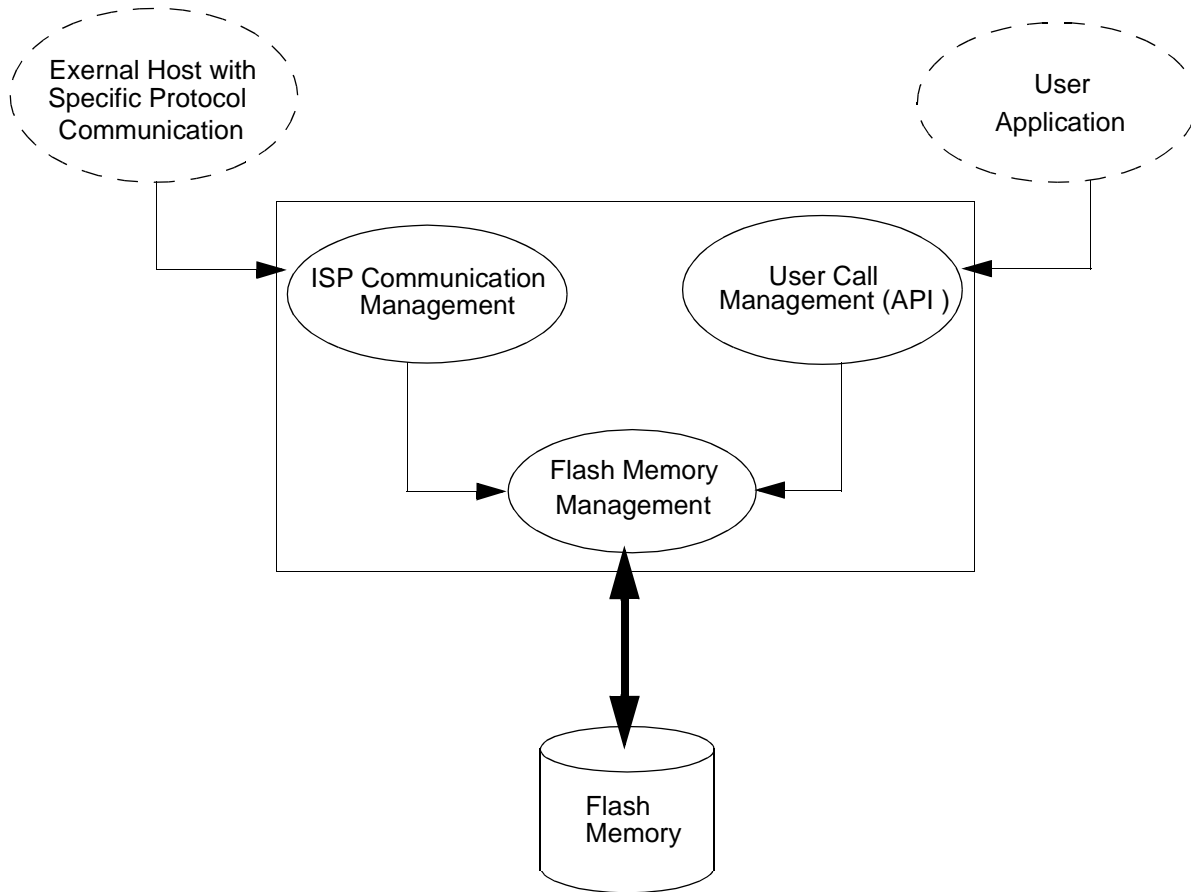 Exernal Host with
Specific Protocol
Communication
User
Application
ISP Communication
Management
User Call
Management (API )
Flash Memory
Management
Flash
Memory